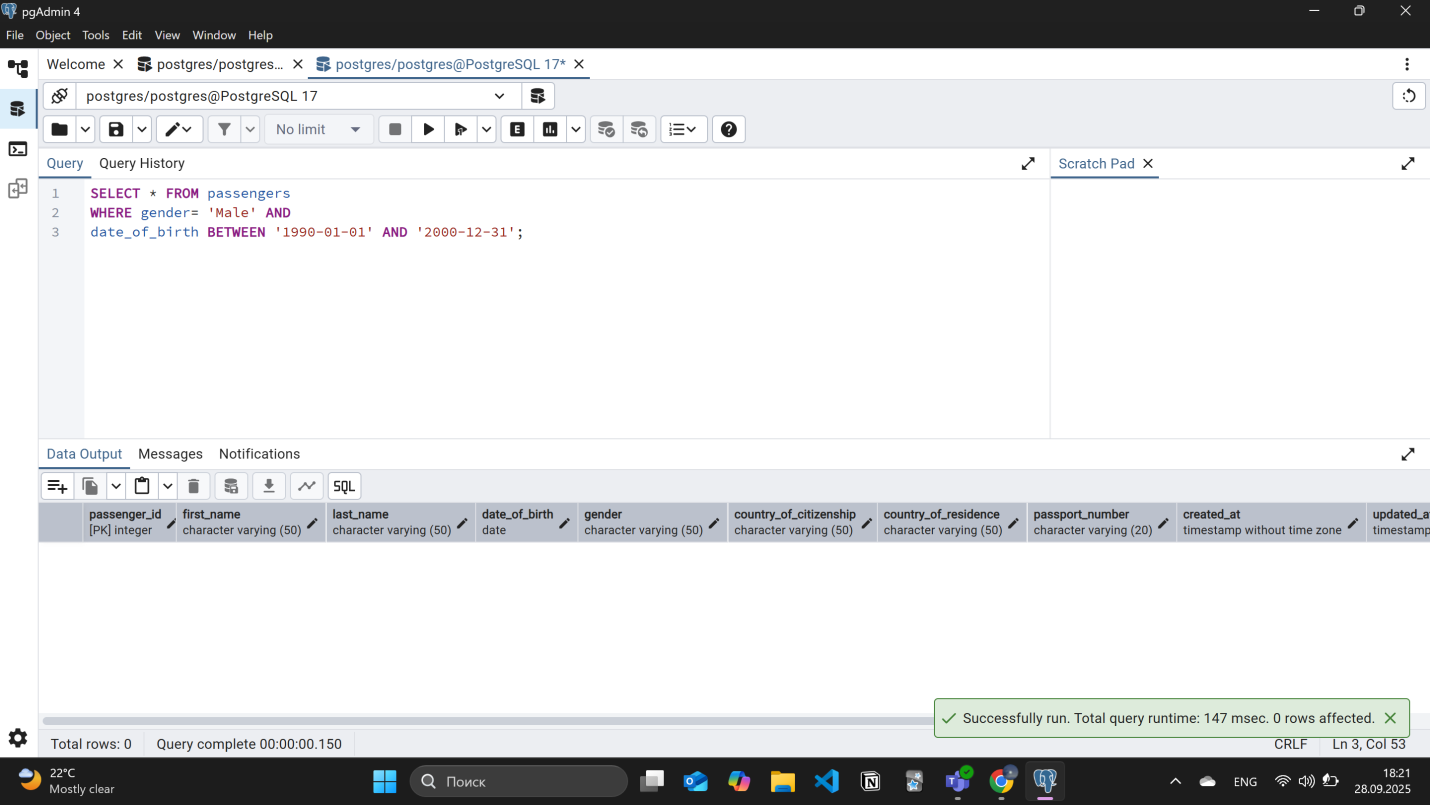 pgAdmin 4
File Object Tools Edit View Window Help
Welcome postgres/postgres... postgres/postgres@PostgreSQL 17*
postgres/postgres@PostgreSQL 17
No limit
E
Query Query History Scratch Pad
1 SELECT * FROM passengers
2 WHERE gender= 'Male' AND
3 date_of_birth BETWEEN '1990-01-01' AND '2000-12-31';
Data Output Messages Notifications
SQL
passenger_id first_name last_name date_of_birth gender country_of_citizenship country_of_residence passport_number created_at updated_a
[PK] integer character varying (50) character varying (50) date character varying (50) character varying (50) character varying (50) character varying (20) timestamp without time zone timestamp
Successfully run. Total query runtime: 147 msec. 0 rows affected.
Total rows: 0 Query complete 00:00:00.150 CRLF Ln 3, Col 53
22°C
Mostly clear
Поиск
ENG
18:21
28.09.2025